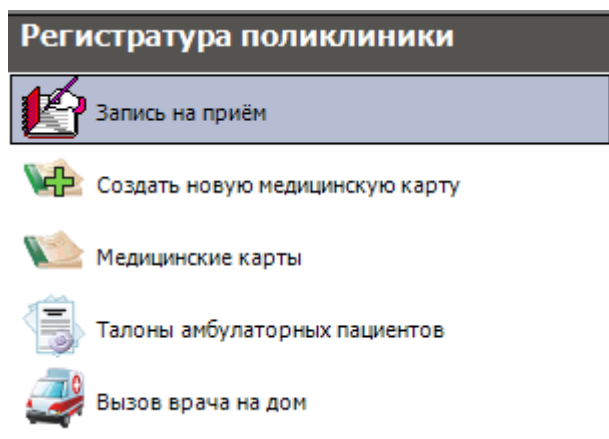 Регистратура поликлиники
Запись на приём
Создать новую медицинскую карту
Медицинские карты
Талоны амбулаторных пациентов
Вызов врача на дом